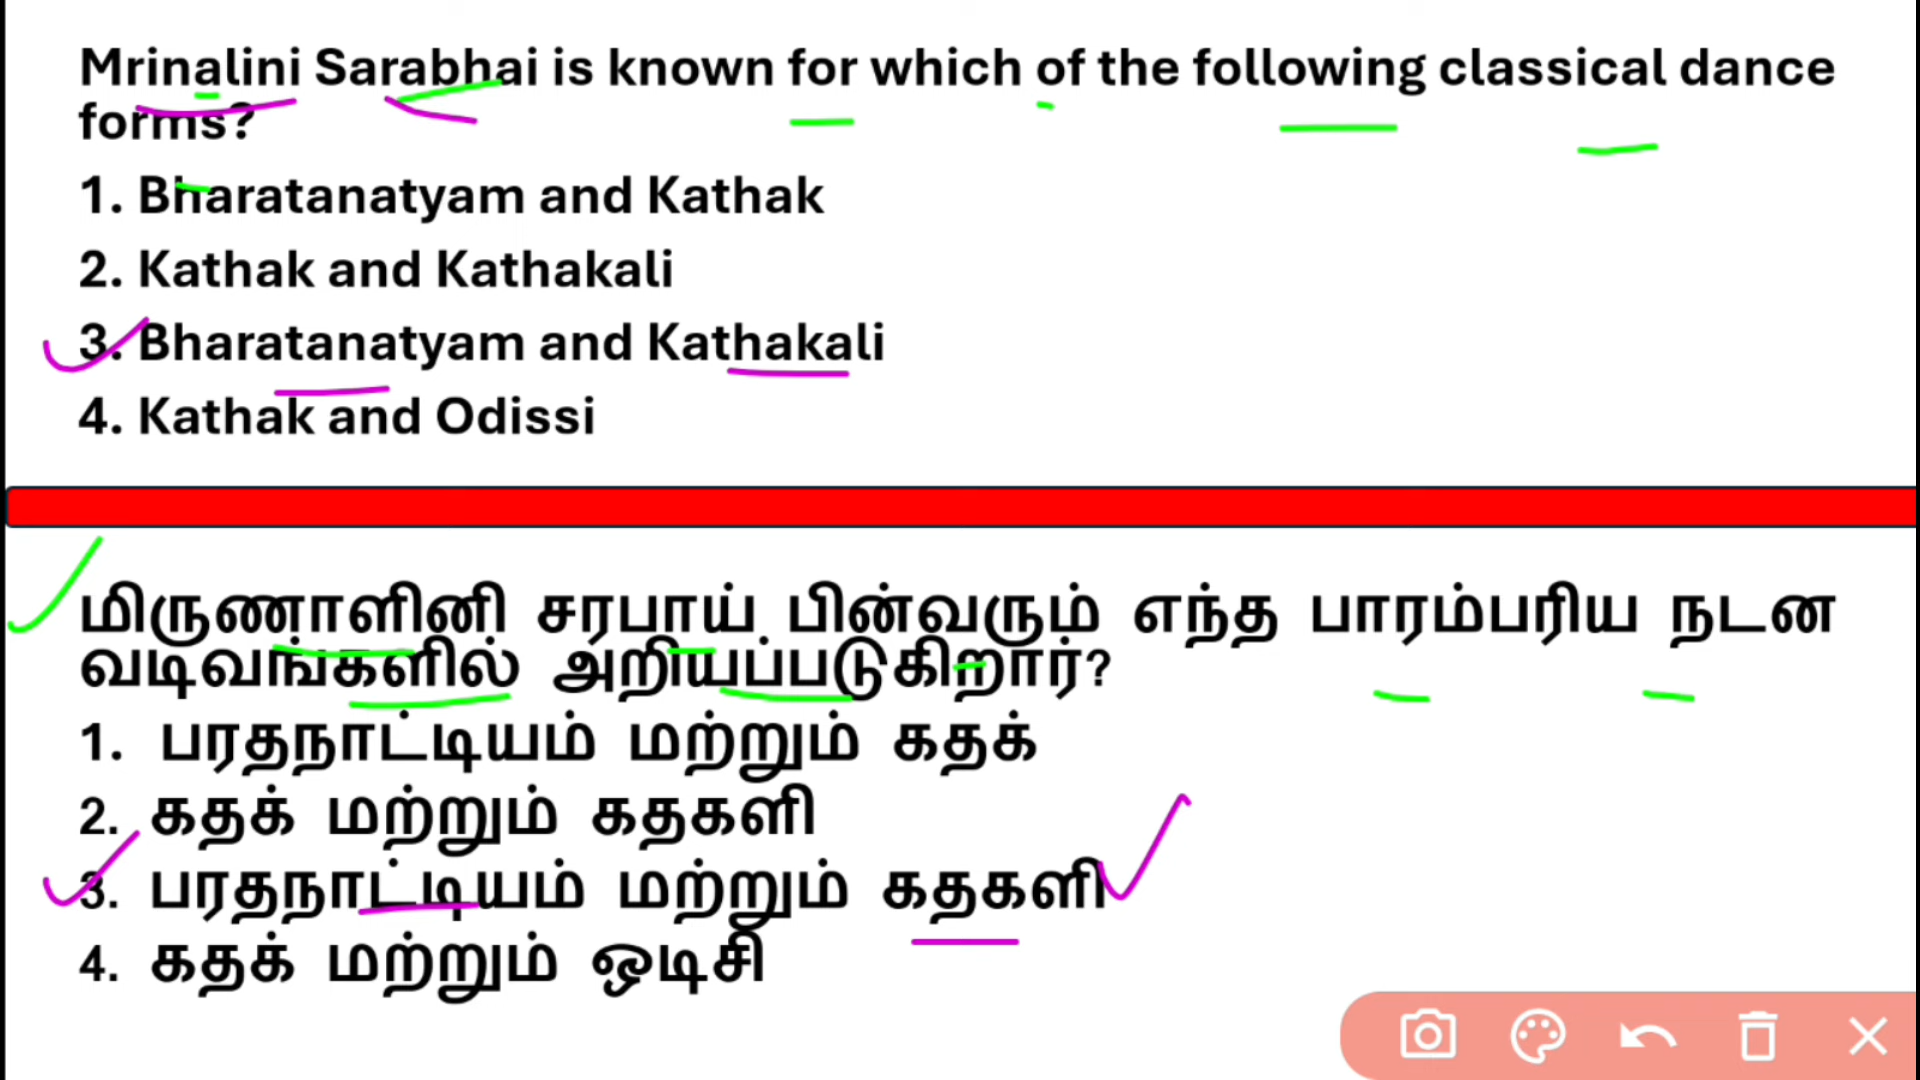 Mrinalini Sarabhai is known for which of the following classical dance
forms?
1. Bharatanatyam and Kathak
2. Kathak and Kathakali
3. Bharatanatyam and Kathakali
4. Kathak and Odissi
மிருணாளினி சரபாய் பின்வரும் எந்த பாரம்பரிய நடன
வடிவங்களில் அறியப்படுகிறார்?
1. பரதநாட்டியம் மற்றும் கதக்
2. கதக் மற்றும் கதகளி
3. பரதநாட்டியம் மற்றும் கதகளி
4. கதக் மற்றும் ஒடிசி